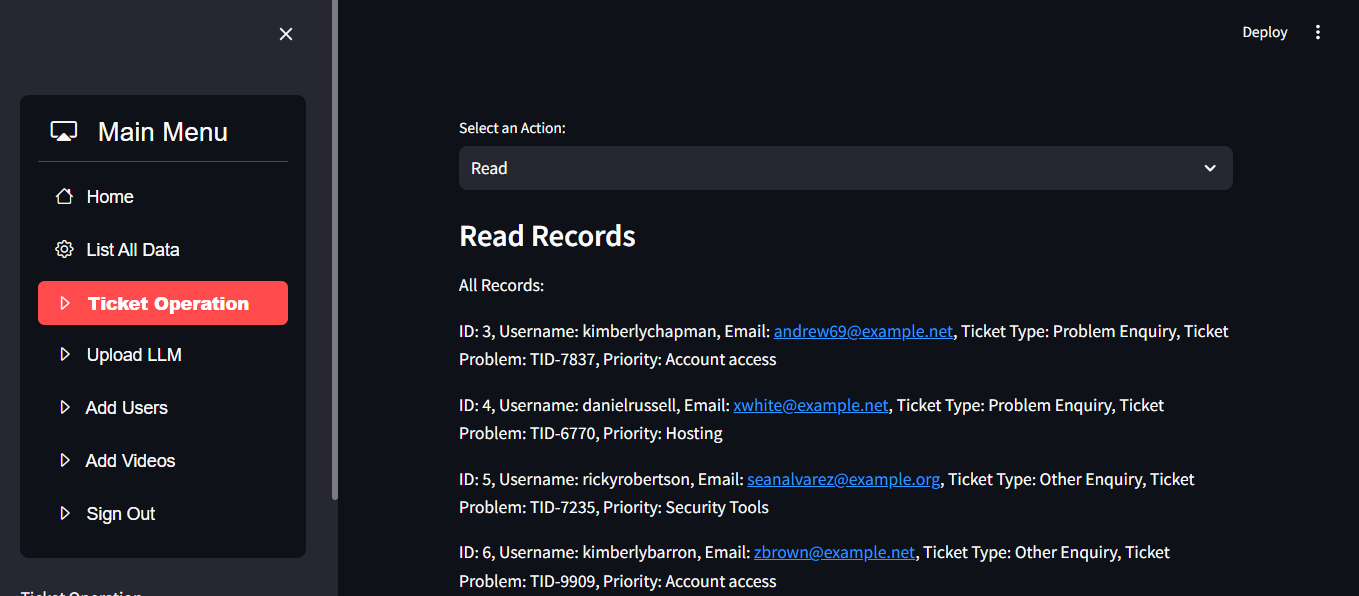 Main Menu
Home
List All Data
Ticket Operation
Upload LLM
Add Users
Add Videos
Sign Out
Ticket Operation
Deploy
Select an Action:
Read
Read Records
All Records:
ID: 3, Username: kimberlychapman, Email: andrew69@example.net, Ticket Type: Problem Enquiry, Ticket
Problem: TID-7837, Priority: Account access
ID: 4, Username: danielrussell, Email: xwhite@example.net, Ticket Type: Problem Enquiry, Ticket
Problem: TID-6770, Priority: Hosting
ID: 5, Username: rickyrobertson, Email: seanalvarez@example.org, Ticket Type: Other Enquiry, Ticket
Problem: TID-7235, Priority: Security Tools
ID: 6, Username: kimberlybarron, Email: zbrown@example.net, Ticket Type: Other Enquiry, Ticket
Problem: TID-9909, Priority: Account access